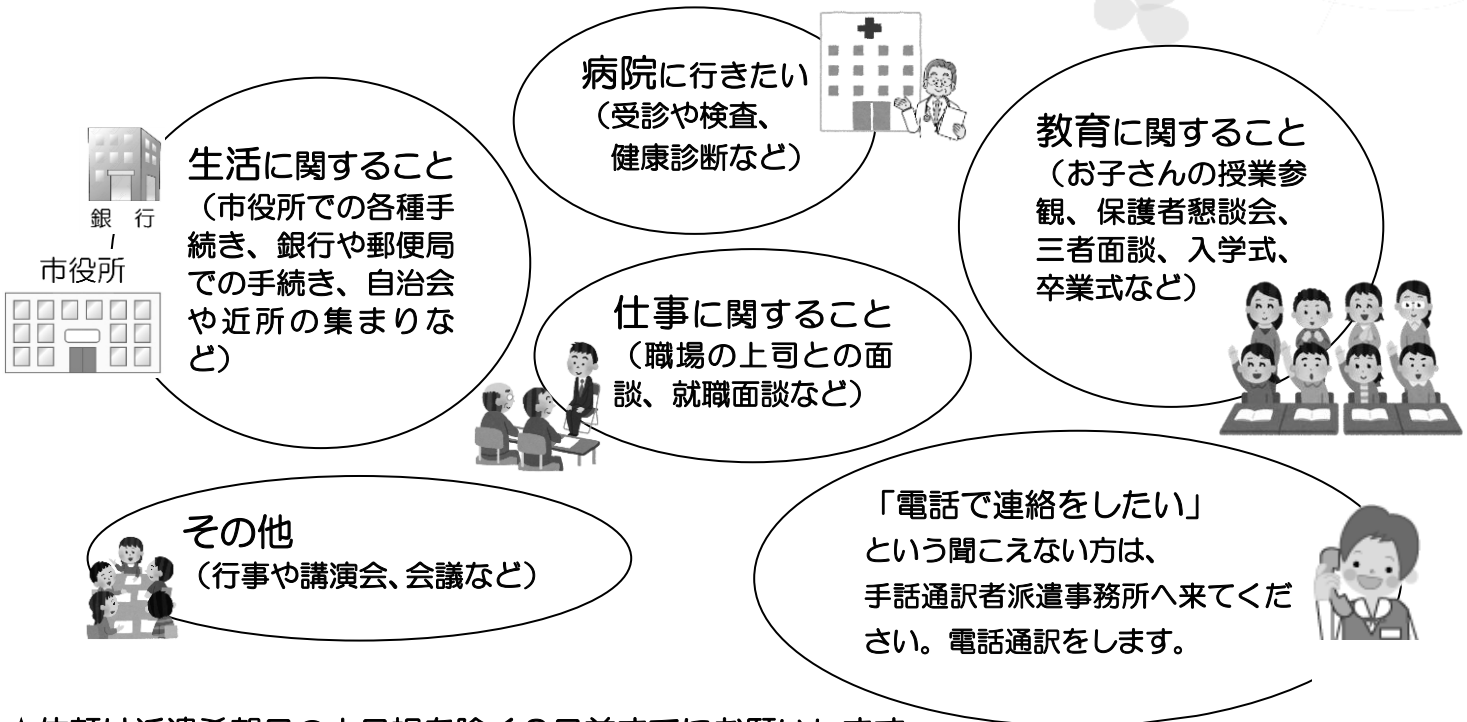 病院に行きたい
（受診や検査、
健康診断など）
教育に関すること
（お子さんの授業参
観、保護者懇談会、
三者面談、入学式、
卒業式など）
生活に関すること
（市役所での各種手
続き、銀行や郵便局
での手続き、自治会
や近所の集まりな
ど）
銀 行
市役所
仕事に関すること
（職場の上司との面
談、就職面談など）
その他
（行事や講演会、会議など）
「電話で連絡をしたい」
という聞こえない方は、
手話通訳者派遣事務所へ来てくだ
さい。電話通訳をします。